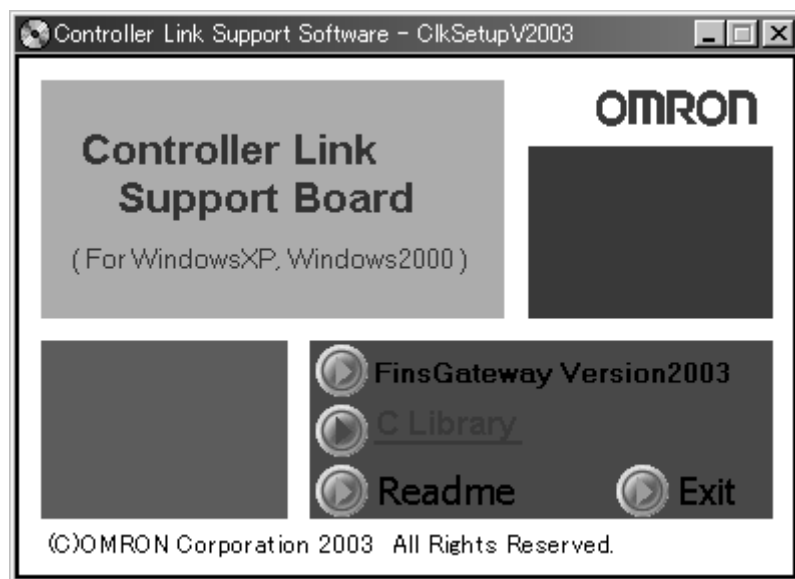 Controller Link Support Software - ClkSetupV2003
OMRON
Controller Link
Support Board
( For WindowsXP, Windows2000 )
FinsGateway Version2003
C Library
Readme
Exit
(C)OMRON Corporation 2003 All Rights Reserved.